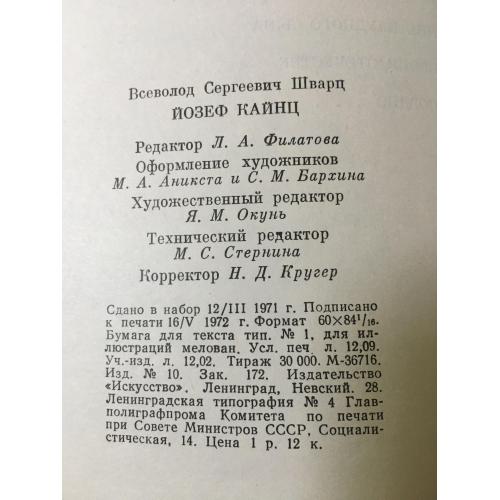 Всеволод Сергеевич Шварц
ЙОЗЕФ КАЙНЦ
Редактор Л. А. Филатова
Оформление художников
М. А. Аникста и С. М. Бархина
Художественный редактор
Я. М. Окунь
Технический редактор
М. С. Стернина
Корректор Н. Д. Кругер
Сдано в набор 12/III 1971 г. Подписано
к печати 16/V 1972 г. Формат 60×84¹/₁₆.
Бумага для текста тип. № 1, для ил-
люстраций мелован. Усл. печ л. 12,09.
Уч.-изд. л. 12,02. Тираж 30 000. М-36716.
Изд. № 10. Зак. 172. Издательство
«Искусство». Ленинград, Невский. 28.
Ленинградская типография № 4 Глав-
полиграфпрома Комитета по печати
при Совете Министров СССР, Социали-
стическая, 14. Цена 1 р. 12 к.